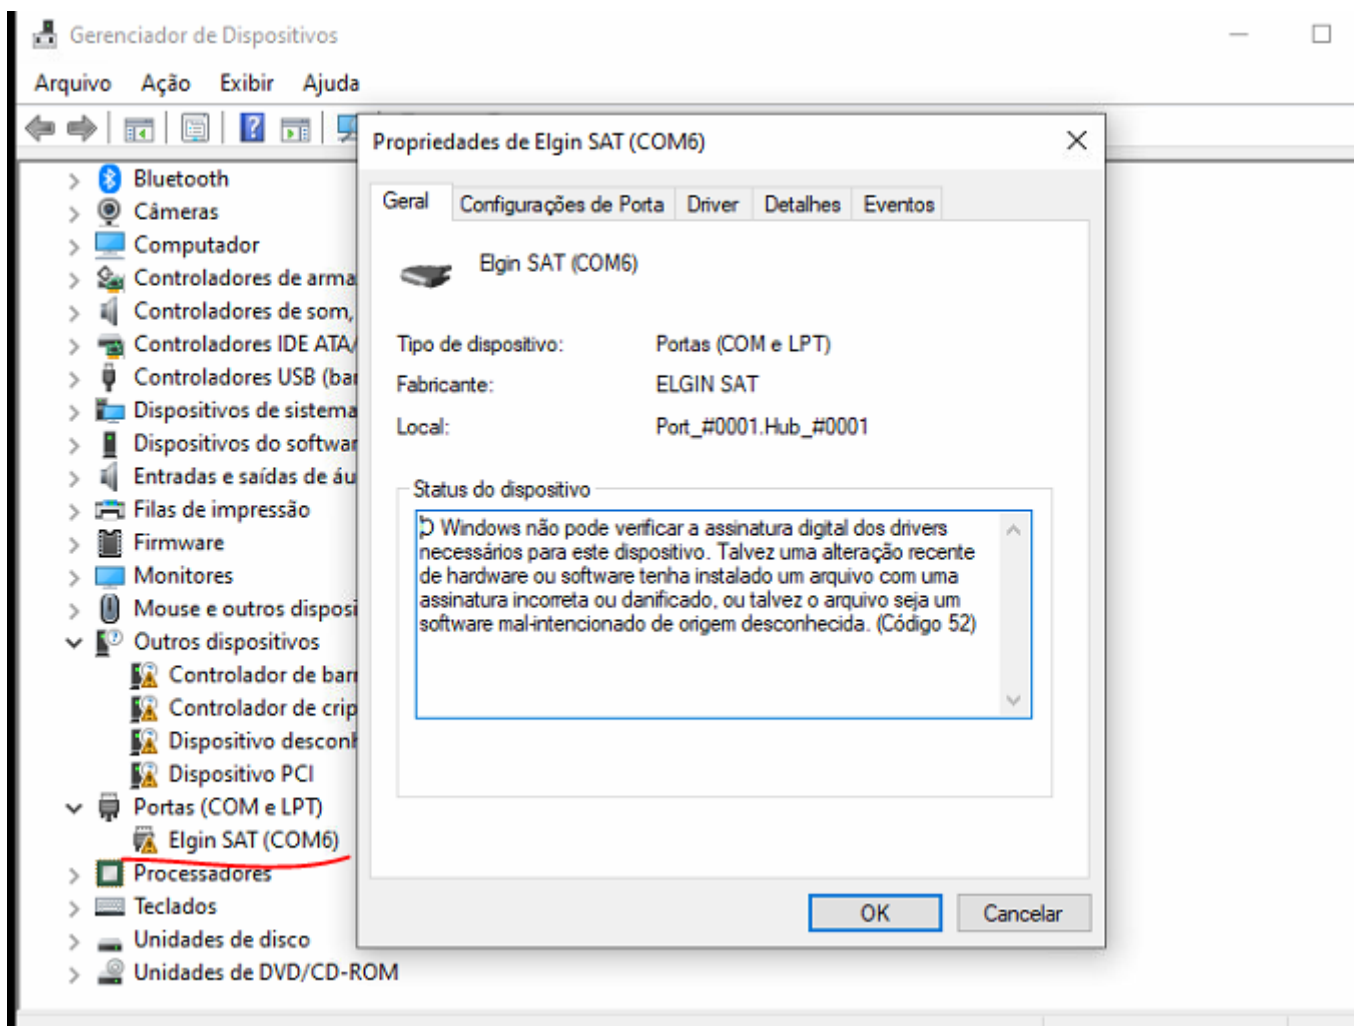 Gerenciador de Dispositivos
Arquivo Ação Exibir Ajuda
Propriedades de Elgin SAT (COM6)
Geral Configurações de Porta Driver Detalhes Eventos
Elgin SAT (COM6)
Tipo de dispositivo: Portas (COM e LPT)
Fabricante: ELGIN SAT
Local: Port_#0001.Hub_#0001
Status do dispositivo
O Windows não pode verificar a assinatura digital dos drivers
necessários para este dispositivo. Talvez uma alteração recente
de hardware ou software tenha instalado um arquivo com uma
assinatura incorreta ou danificado, ou talvez o arquivo seja um
software mal-intencionado de origem desconhecida. (Código 52)
OK Cancelar
Bluetooth
Câmeras
Computador
Controladores de arma
Controladores de som,
Controladores IDE ATA/
Controladores USB (bar
Dispositivos de sistema
Dispositivos do softwar
Entradas e saídas de áu
Filas de impressão
Firmware
Monitores
Mouse e outros disposi
Outros dispositivos
Controlador de barr
Controlador de crip
Dispositivo desconh
Dispositivo PCI
Portas (COM e LPT)
Elgin SAT (COM6)
Processadores
Teclados
Unidades de disco
Unidades de DVD/CD-ROM